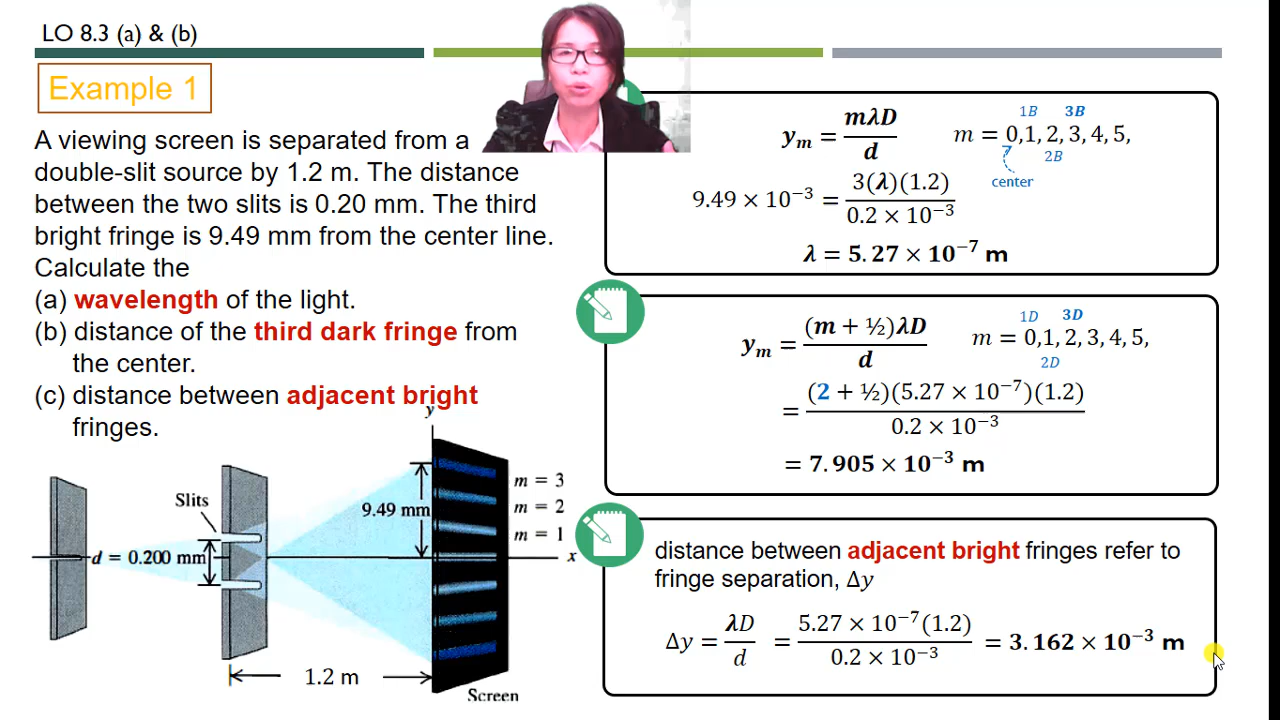 LO 8.3 (a) & (b)
Example 1
A viewing screen is separated from a
double-slit source by 1.2 m. The distance
between the two slits is 0.20 mm. The third
bright fringe is 9.49 mm from the center line.
Calculate the
(a) wavelength of the light.
(b) distance of the third dark fringe from
the center.
(c) distance between adjacent bright
fringes.
y
Slits
9.49 mm
m = 3
m = 2
m = 1
d = 0.200 mm
x
1.2 m
Screen
1B 3B
yₘ = mλD / d   m = 0,1, 2, 3, 4, 5,
2B
center
9.49 × 10⁻³ = 3(λ)(1.2) / 0.2 × 10⁻³
λ = 5.27 × 10⁻⁷ m
1D 3D
yₘ = (m + ½)λD / d   m = 0,1, 2, 3, 4, 5,
2D
= (2 + ½)(5.27 × 10⁻⁷)(1.2) / 0.2 × 10⁻³
= 7.905 × 10⁻³ m
distance between adjacent bright fringes refer to
fringe separation, Δy
Δy = λD / d = 5.27 × 10⁻⁷(1.2) / 0.2 × 10⁻³ = 3.162 × 10⁻³ m